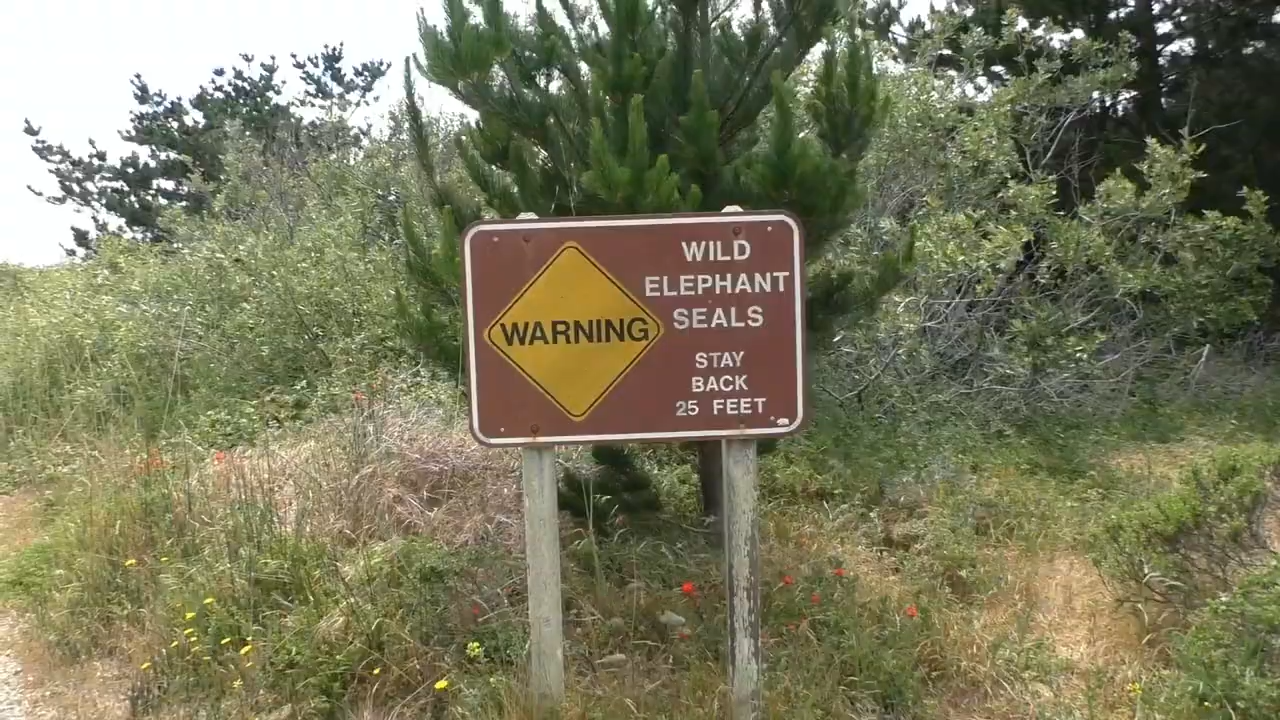 WARNING
WILD
ELEPHANT
SEALS
STAY
BACK
25 FEET